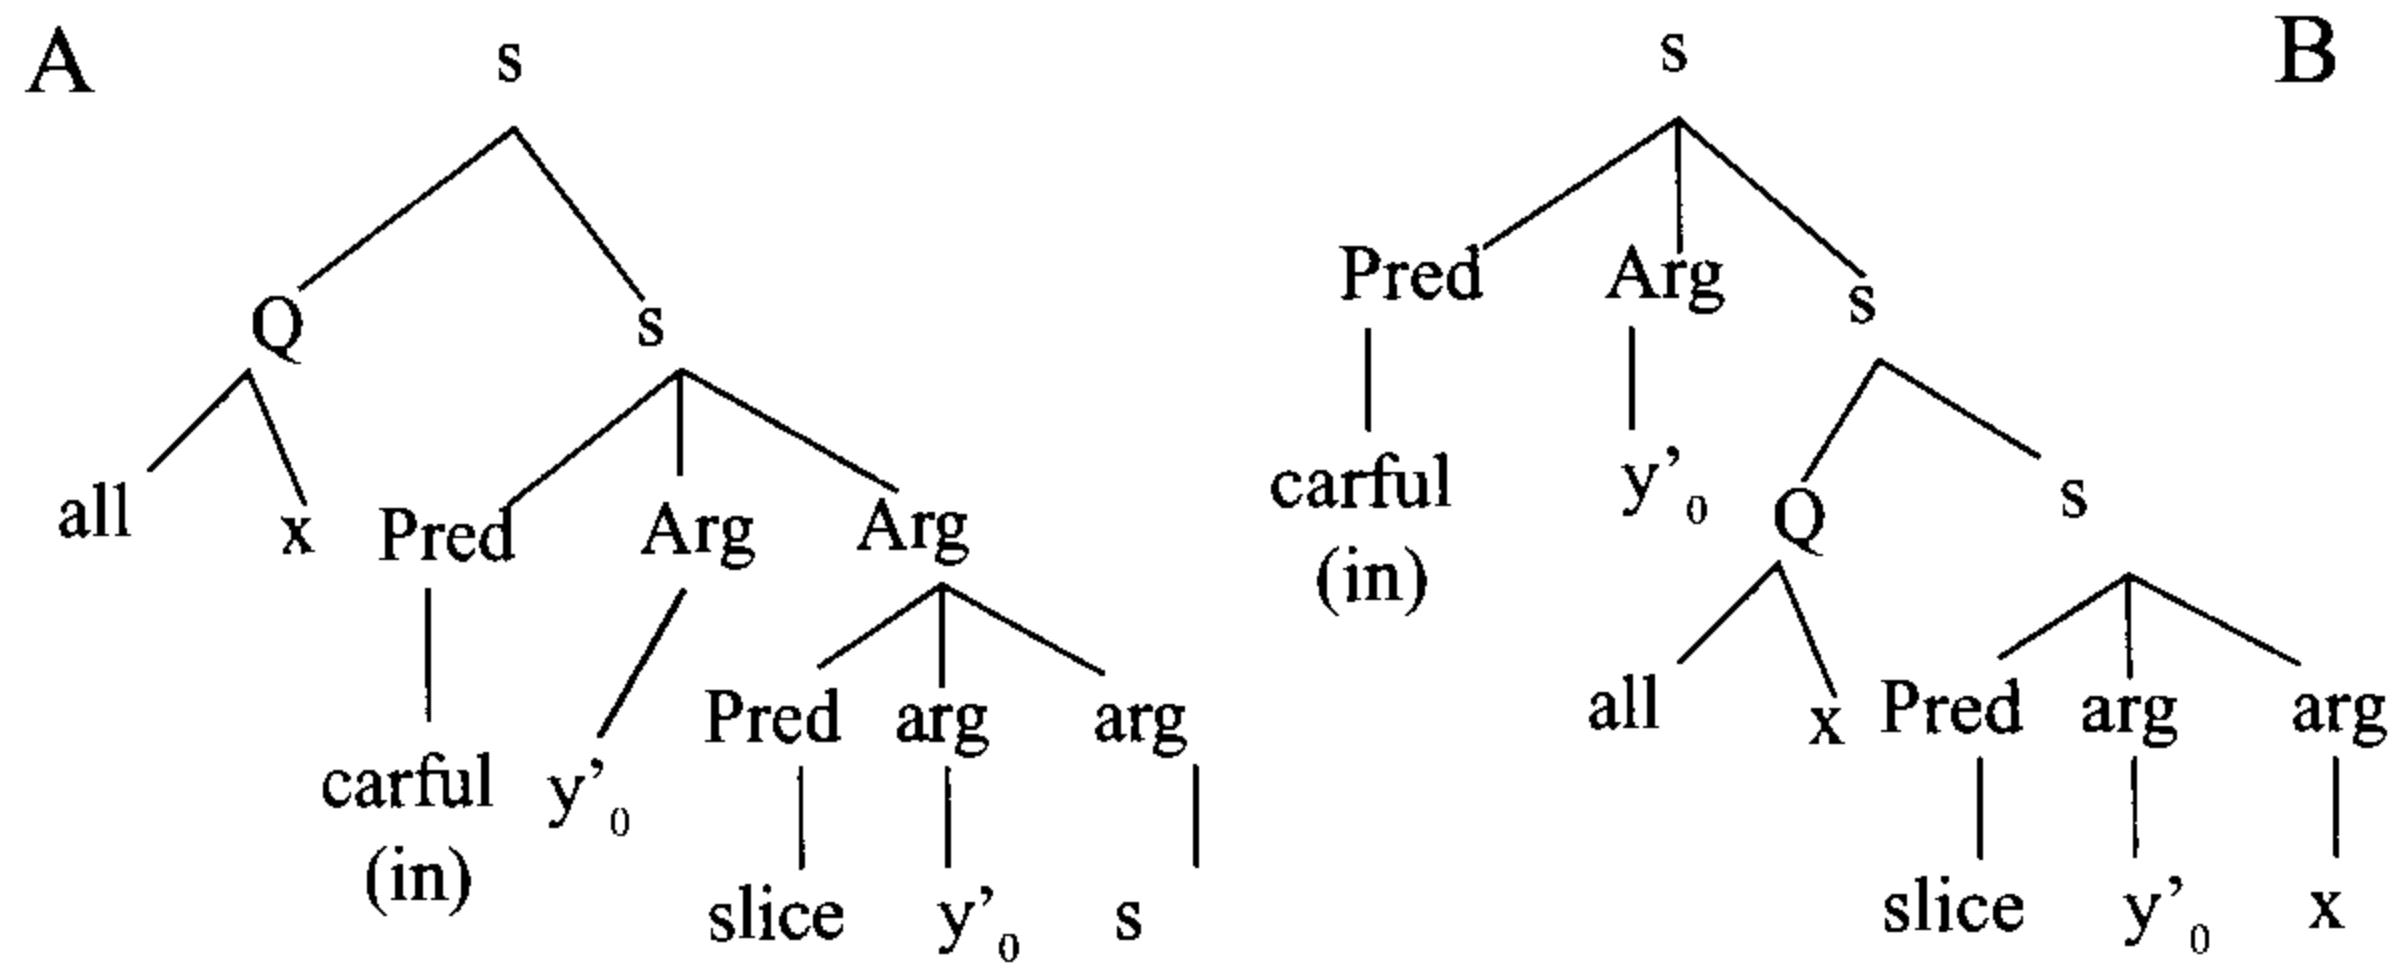 A
s
Q s
all x Pred Arg Arg
carful y’₀ Pred arg arg
(in) slice y’₀ s
B
s
Pred Arg s
carful y’₀ Q s
(in) all x Pred arg arg
slice y’₀ x